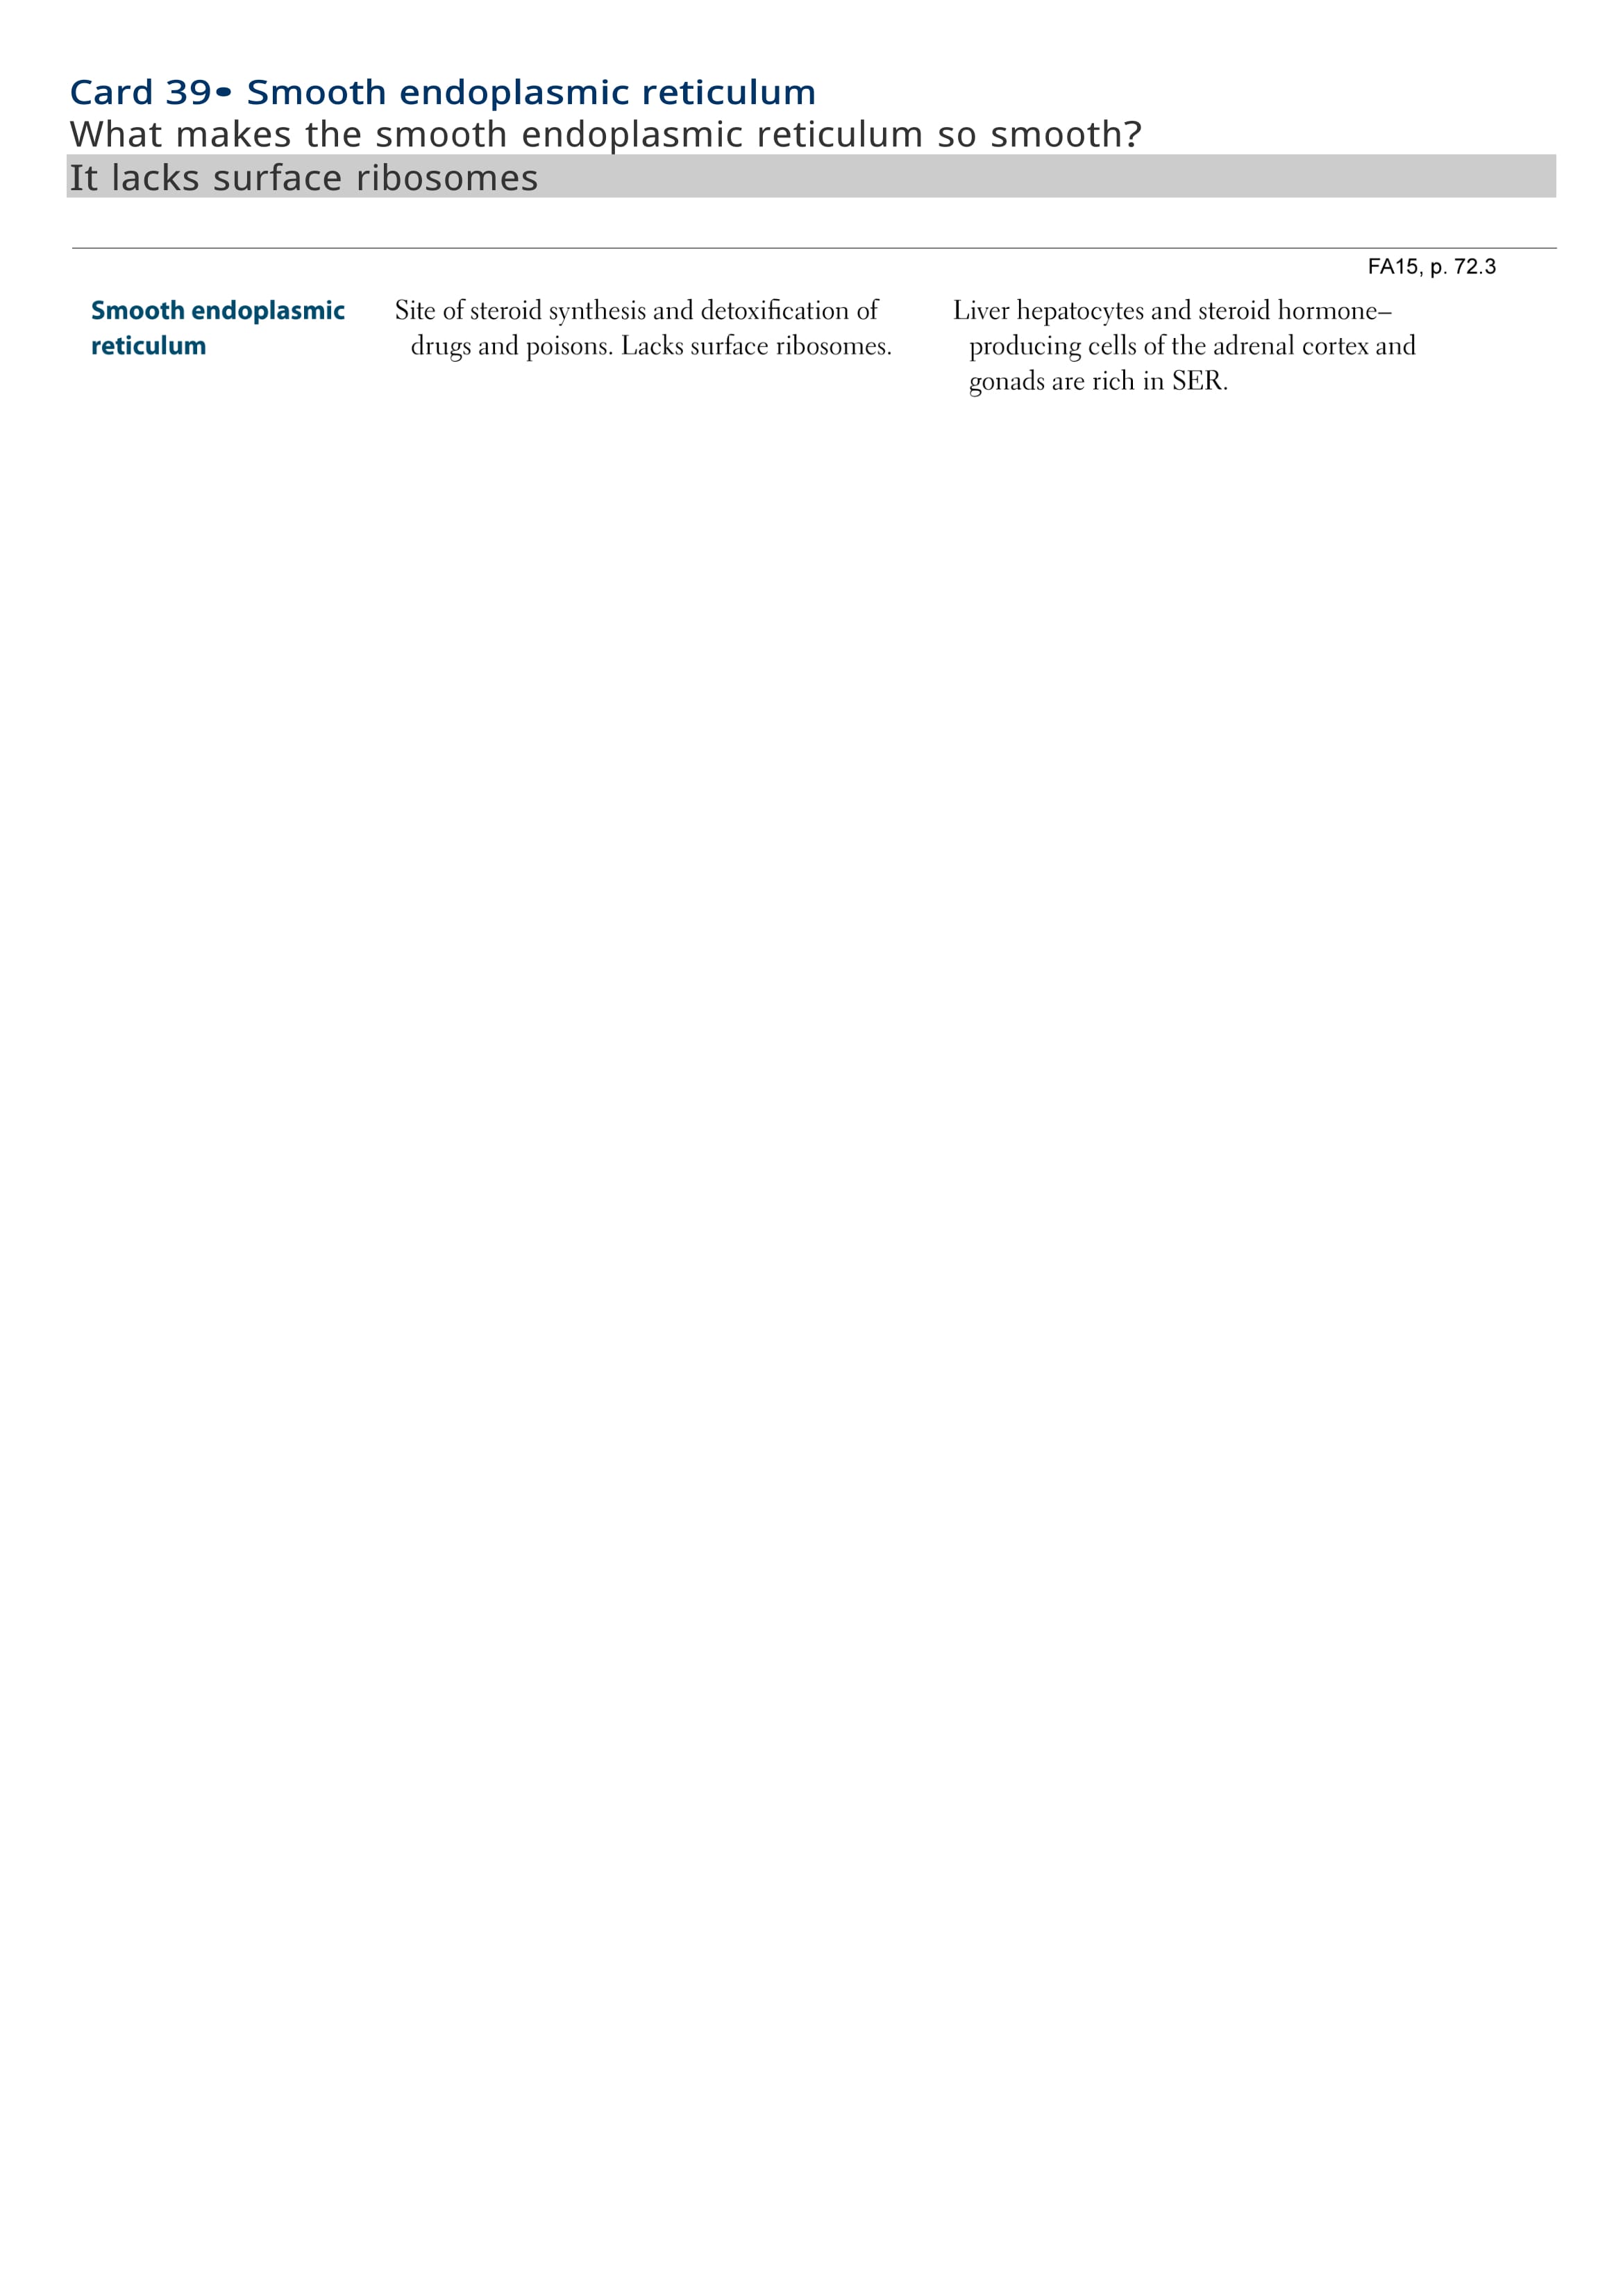 Card 39• Smooth endoplasmic reticulum
What makes the smooth endoplasmic reticulum so smooth?
It lacks surface ribosomes
FA15, p. 72.3
Smooth endoplasmic
reticulum
Site of steroid synthesis and detoxification of
drugs and poisons. Lacks surface ribosomes.
Liver hepatocytes and steroid hormone–
producing cells of the adrenal cortex and
gonads are rich in SER.